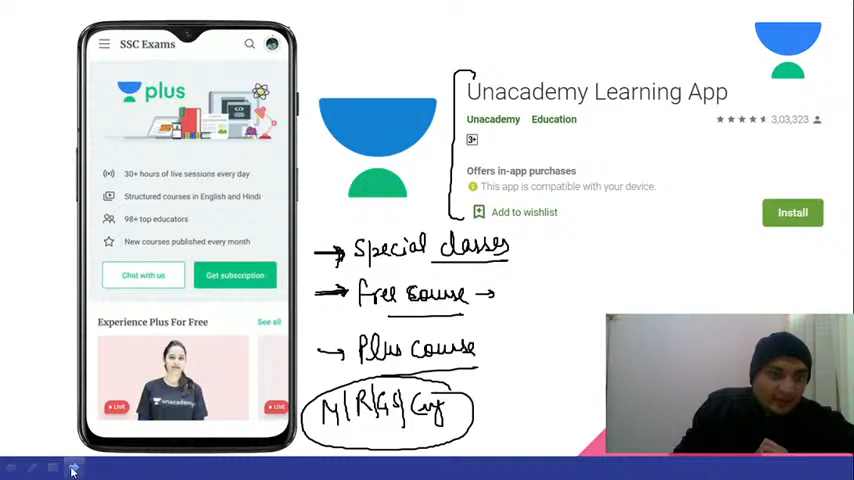 SSC Exams
plus
30+ hours of live sessions every day
Structured courses in English and Hindi
98+ top educators
New courses published every month
Chat with us
Get subscription
Experience Plus For Free
See all
LIVE
unacademy
LIVE
Unacademy Learning App
Unacademy Education
3,03,323
3+
Offers in-app purchases
This app is compatible with your device.
Add to wishlist
Install
→ Special classes
→ Free course →
→ Plus course
M/R/GS/